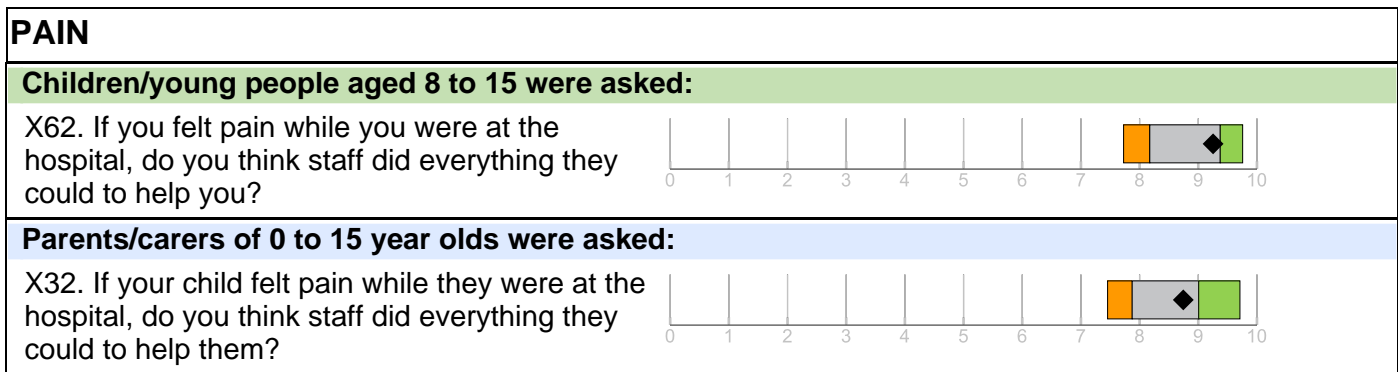 PAIN
Children/young people aged 8 to 15 were asked:
X62. If you felt pain while you were at the
hospital, do you think staff did everything they
could to help you?
0 1 2 3 4 5 6 7 8 9 10
Parents/carers of 0 to 15 year olds were asked:
X32. If your child felt pain while they were at the
hospital, do you think staff did everything they
could to help them?
0 1 2 3 4 5 6 7 8 9 10